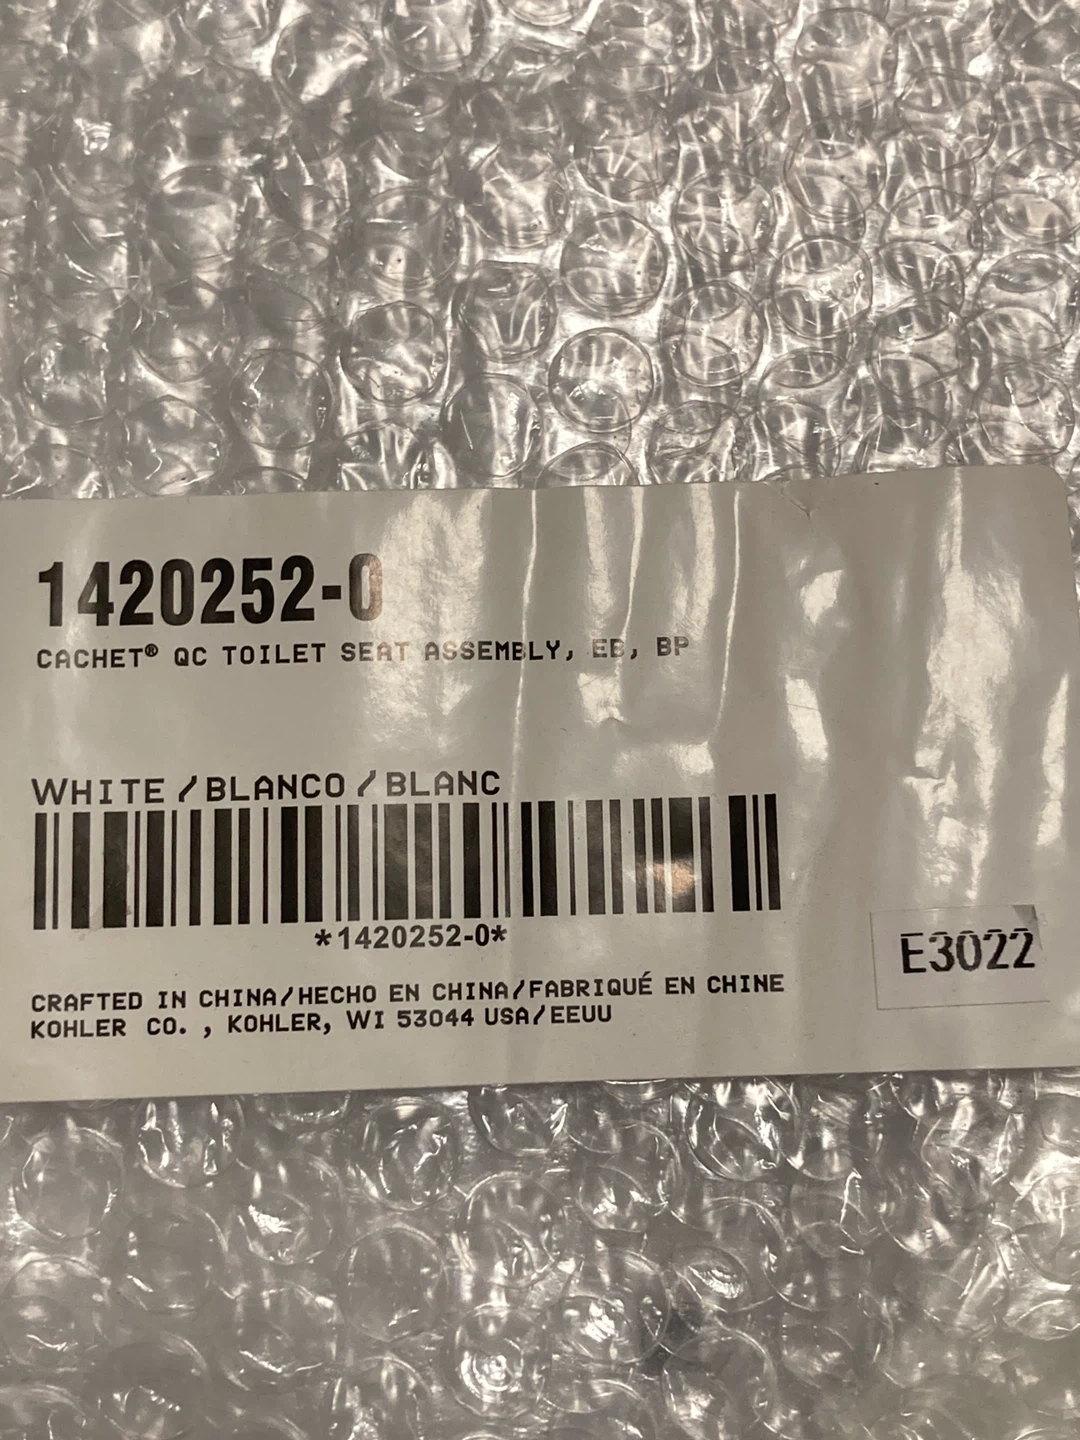 1420252-0
CACHET® QC TOILET SEAT ASSEMBLY, EB, BP
WHITE/BLANCO/BLANC
*1420252-0*
E3022
CRAFTED IN CHINA/HECHO EN CHINA/FABRIQUÉ EN CHINE
KOHLER CO. , KOHLER, WI 53044 USA/EEUU